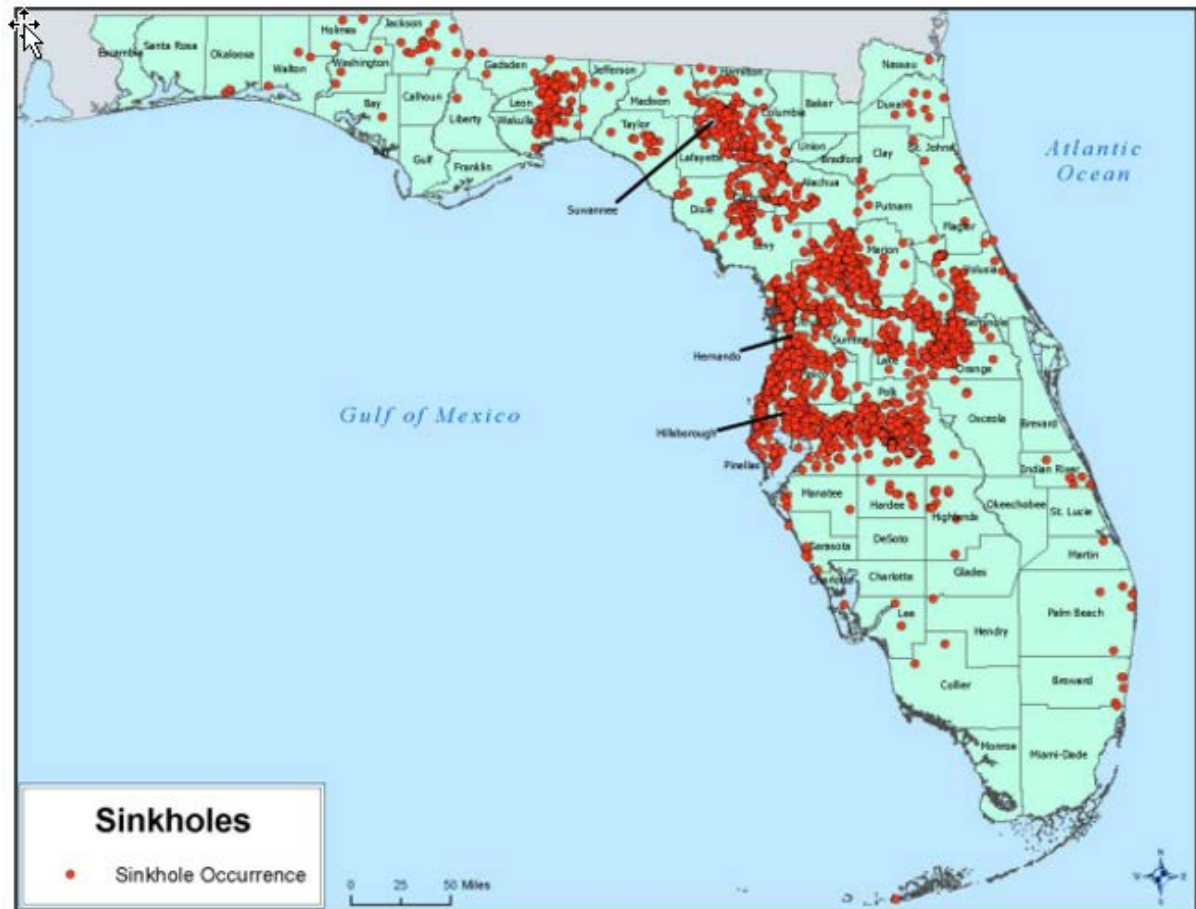 Holmes
Jackson
Escambia
Santa Rosa
Okaloosa
Walton
Washington
Gadsden
Jefferson
Hamilton
Nassau
Bay
Calhoun
Leon
Madison
Columbia
Baker
Duval
Liberty
Wakulla
Taylor
Gulf
Franklin
Lafayette
Union
Bradford
Clay
St. Johns
Atlantic
Ocean
Suwannee
Dixie
Alachua
Putnam
Flagler
Levy
Marion
Volusia
Hernando
Sumter
Lake
Seminole
Orange
Pasco
Polk
Gulf of Mexico
Hillsborough
Osceola
Brevard
Pinellas
Indian River
Manatee
Hardee
Highlands
Okeechobee
St. Lucie
Sarasota
DeSoto
Martin
Charlotte
Charlotte
Glades
Lee
Hendry
Palm Beach
Collier
Broward
Monroe
Miami-Dade
Sinkholes
Sinkhole Occurrence
0 25 50 Miles
N
W E
S